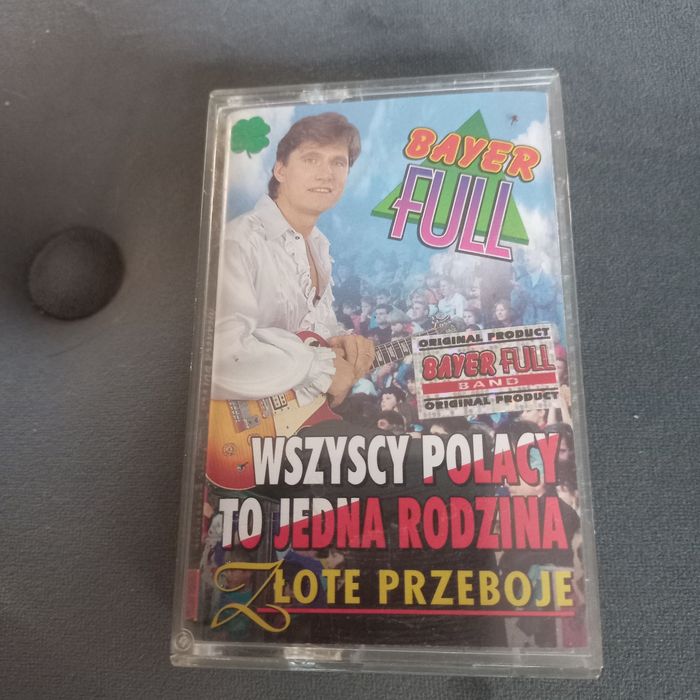 BAYER
FULL
ORIGINAL PRODUCT
BAYER FULL
BAND
ORIGINAL PRODUCT
WSZYSCY POLACY
TO JEDNA RODZINA
ZŁOTE PRZEBOJE